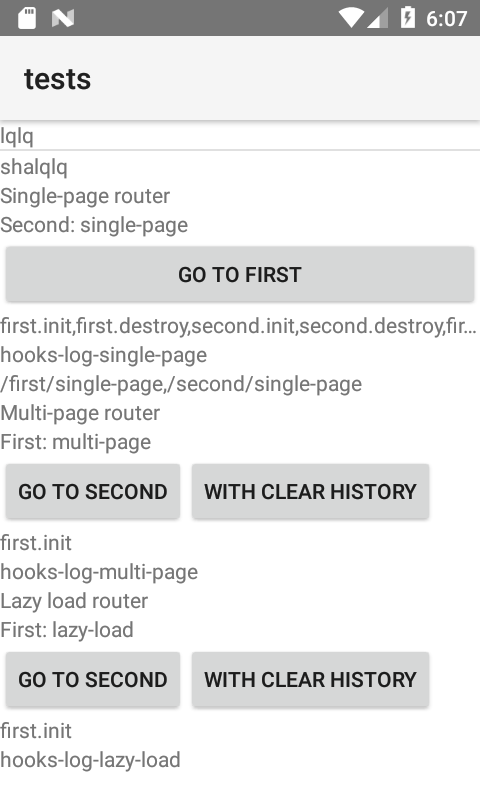 6:07
tests
lqlq
shalqlq
Single-page router
Second: single-page
GO TO FIRST
first.init,first.destroy,second.init,second.destroy,fir…
hooks-log-single-page
/first/single-page,/second/single-page
Multi-page router
First: multi-page
GO TO SECOND WITH CLEAR HISTORY
first.init
hooks-log-multi-page
Lazy load router
First: lazy-load
GO TO SECOND WITH CLEAR HISTORY
first.init
hooks-log-lazy-load